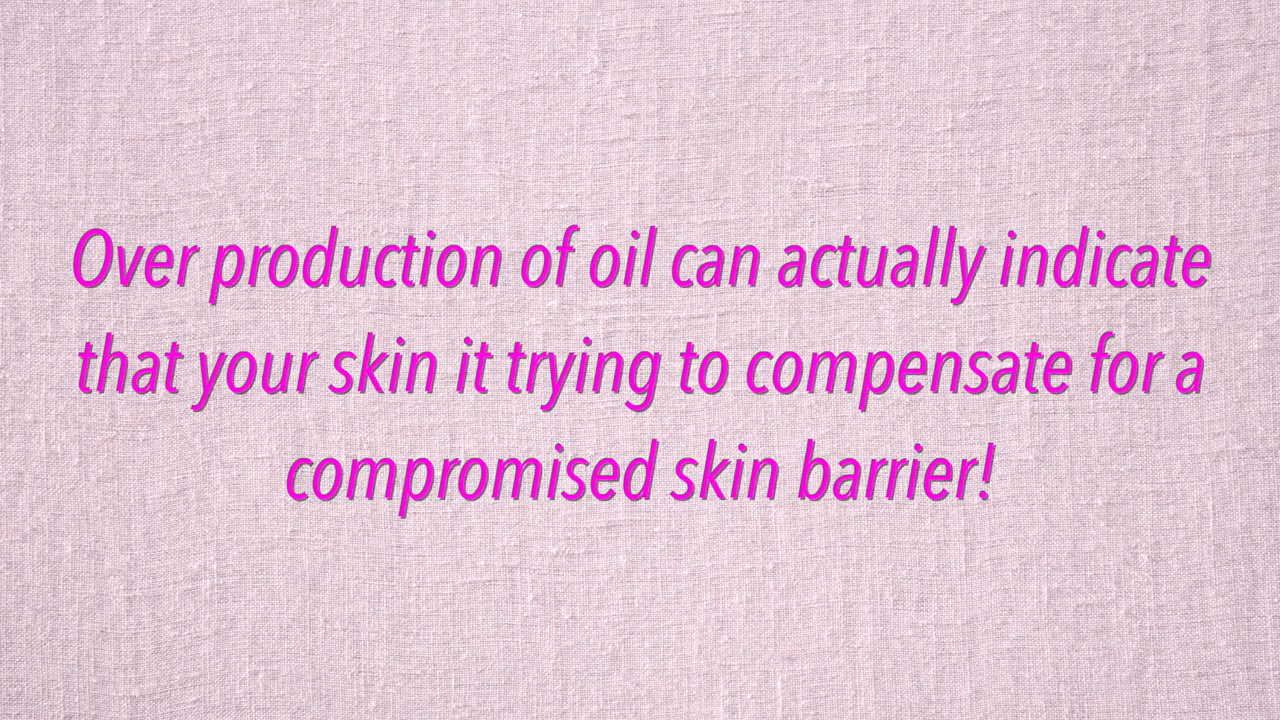 Over production of oil can actually indicate
that your skin it trying to compensate for a
compromised skin barrier!